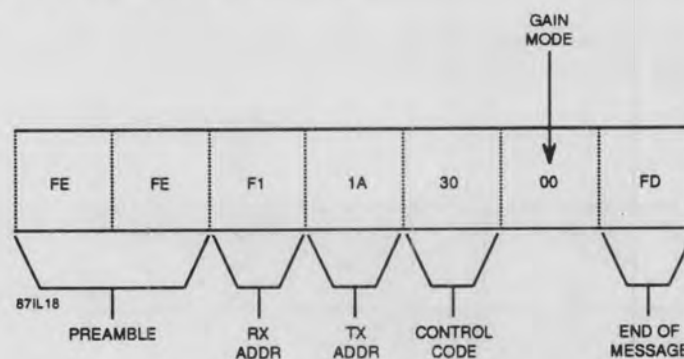 GAIN
MODE
FE FE F1 1A 30 00 FD
87IL18
PREAMBLE
RX
ADDR
TX
ADDR
CONTROL
CODE
END OF
MESSAGE